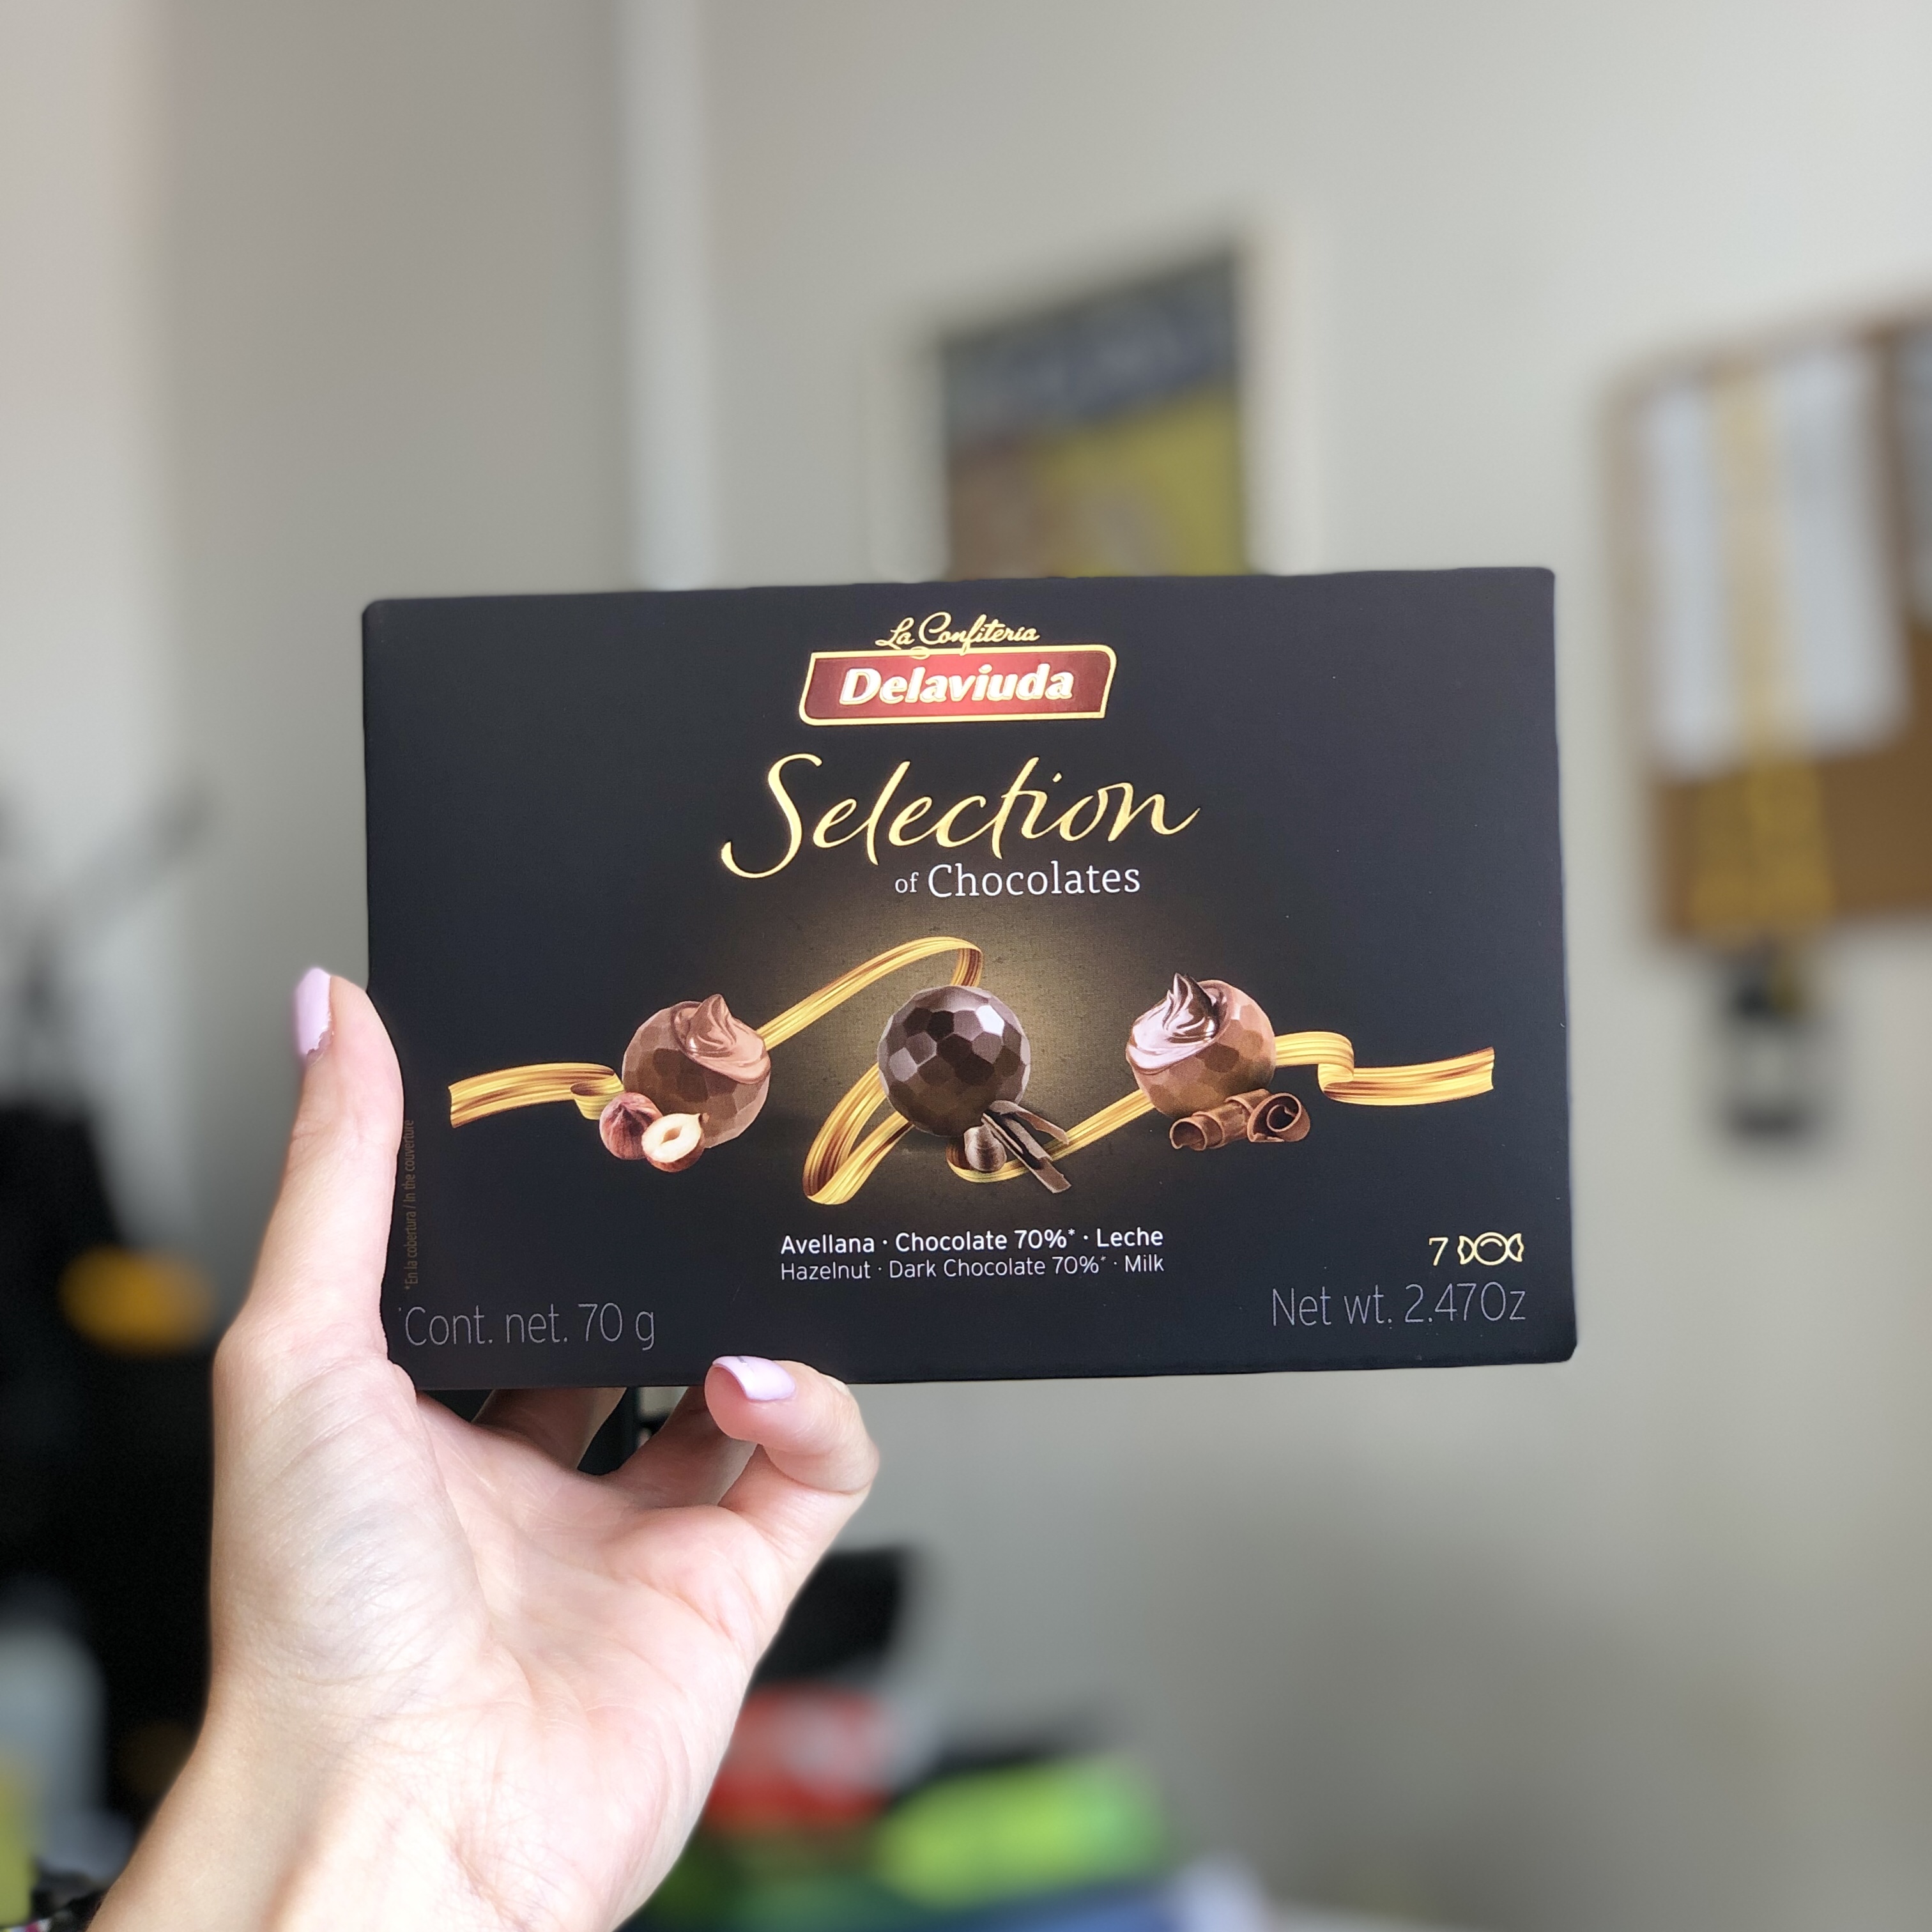 La Confitería
Delaviuda
Selection
of Chocolates
Avellana · Chocolate 70%* · Leche
Hazelnut · Dark Chocolate 70%* · Milk
7
*En la cobertura / In the couverture
Cont. net. 70 g
Net wt. 2.47Oz